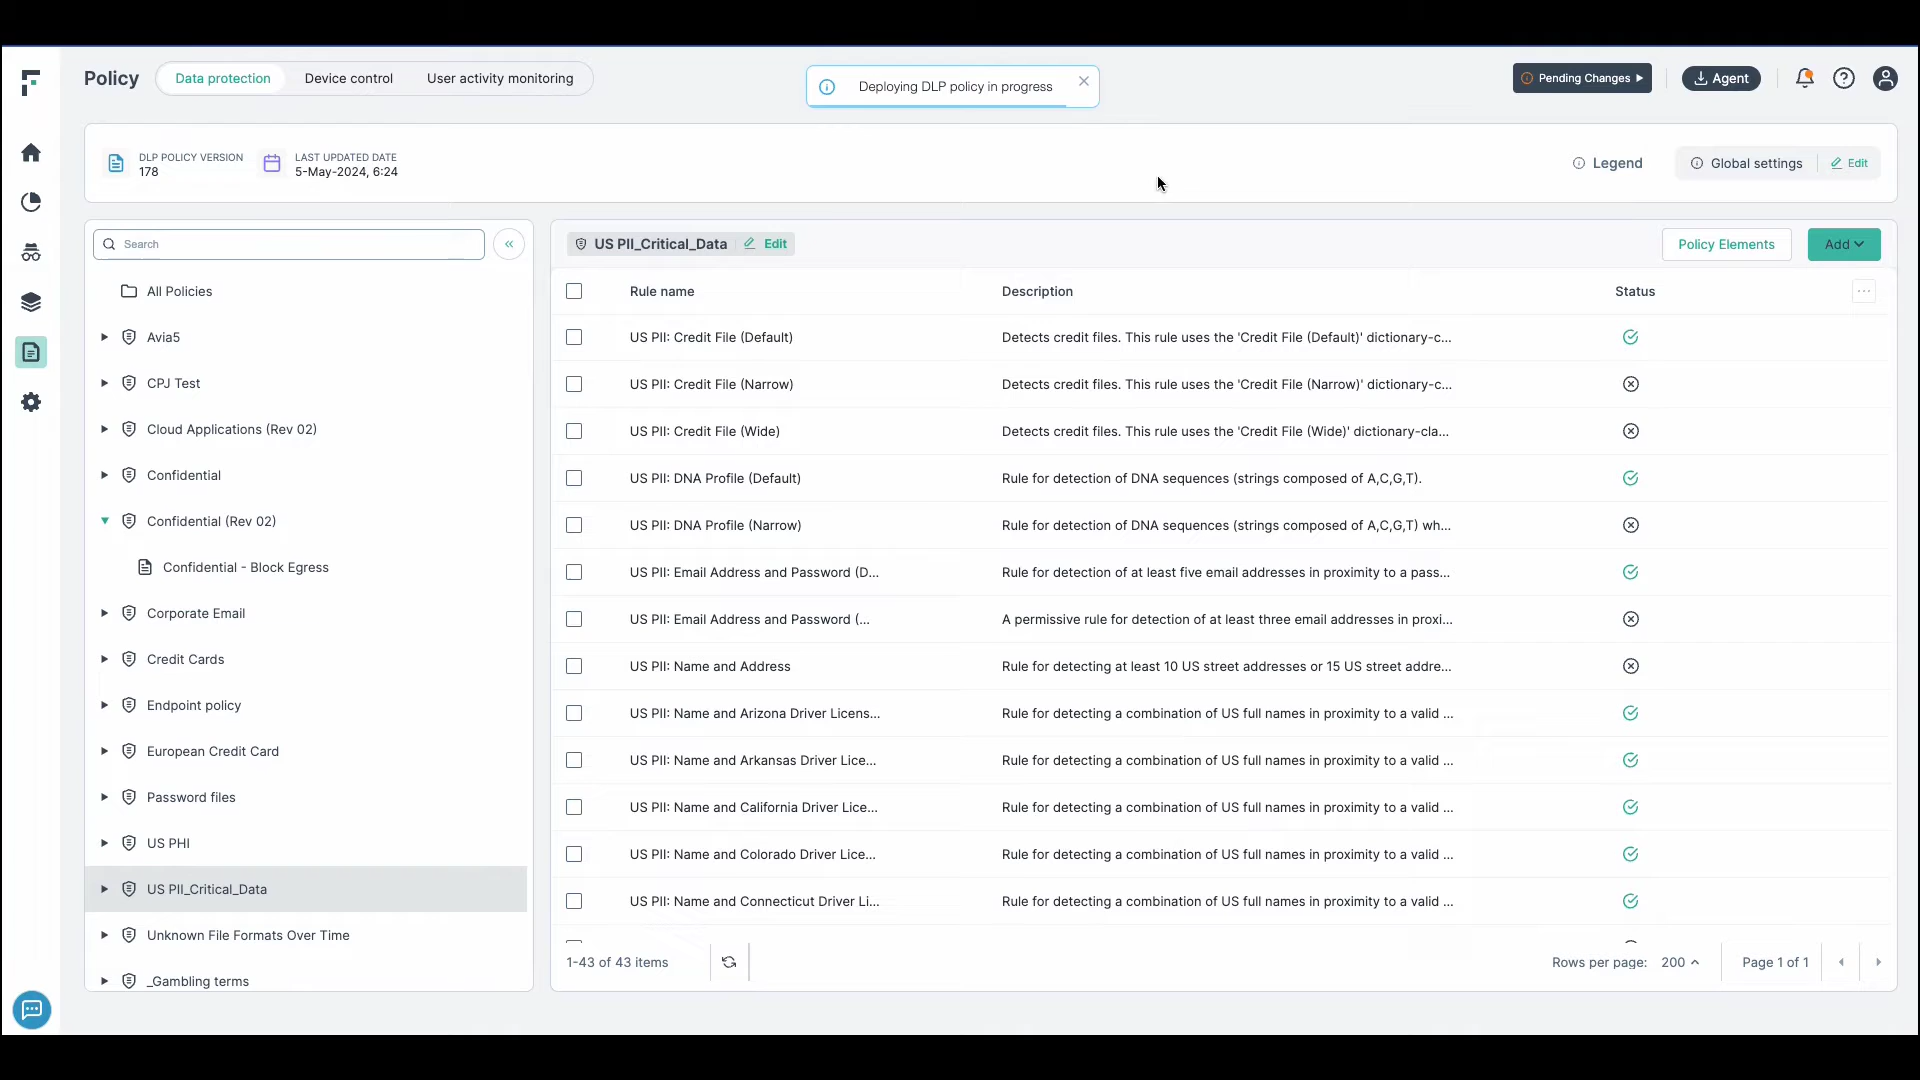 Policy
Data protection
Device control
User activity monitoring
Deploying DLP policy in progress
Pending Changes
Agent
DLP POLICY VERSION
178
LAST UPDATED DATE
5-May-2024, 6:24
Legend
Global settings
Edit
Search
US PII_Critical_Data
Edit
Policy Elements
Add
All Policies
Avia5
CPJ Test
Cloud Applications (Rev 02)
Confidential
Confidential (Rev 02)
Confidential - Block Egress
Corporate Email
Credit Cards
Endpoint policy
European Credit Card
Password files
US PHI
US PII_Critical_Data
Unknown File Formats Over Time
_Gambling terms
Rule name Description Status
US PII: Credit File (Default) Detects credit files. This rule uses the 'Credit File (Default)' dictionary-c...
US PII: Credit File (Narrow) Detects credit files. This rule uses the 'Credit File (Narrow)' dictionary-c...
US PII: Credit File (Wide) Detects credit files. This rule uses the 'Credit File (Wide)' dictionary-cla...
US PII: DNA Profile (Default) Rule for detection of DNA sequences (strings composed of A,C,G,T).
US PII: DNA Profile (Narrow) Rule for detection of DNA sequences (strings composed of A,C,G,T) wh...
US PII: Email Address and Password (D... Rule for detection of at least five email addresses in proximity to a pass...
US PII: Email Address and Password (... A permissive rule for detection of at least three email addresses in proxi...
US PII: Name and Address Rule for detecting at least 10 US street addresses or 15 US street addre...
US PII: Name and Arizona Driver Licens... Rule for detecting a combination of US full names in proximity to a valid ...
US PII: Name and Arkansas Driver Lice... Rule for detecting a combination of US full names in proximity to a valid ...
US PII: Name and California Driver Lice... Rule for detecting a combination of US full names in proximity to a valid ...
US PII: Name and Colorado Driver Lice... Rule for detecting a combination of US full names in proximity to a valid ...
US PII: Name and Connecticut Driver Li... Rule for detecting a combination of US full names in proximity to a valid ...
1-43 of 43 items
Rows per page: 200
Page 1 of 1